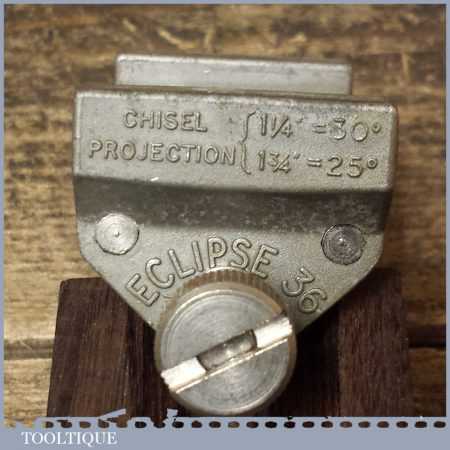 CHISEL { 1¼" = 30°
PROJECTION { 1¾" = 25°
ECLIPSE 36
TOOLTIQUE